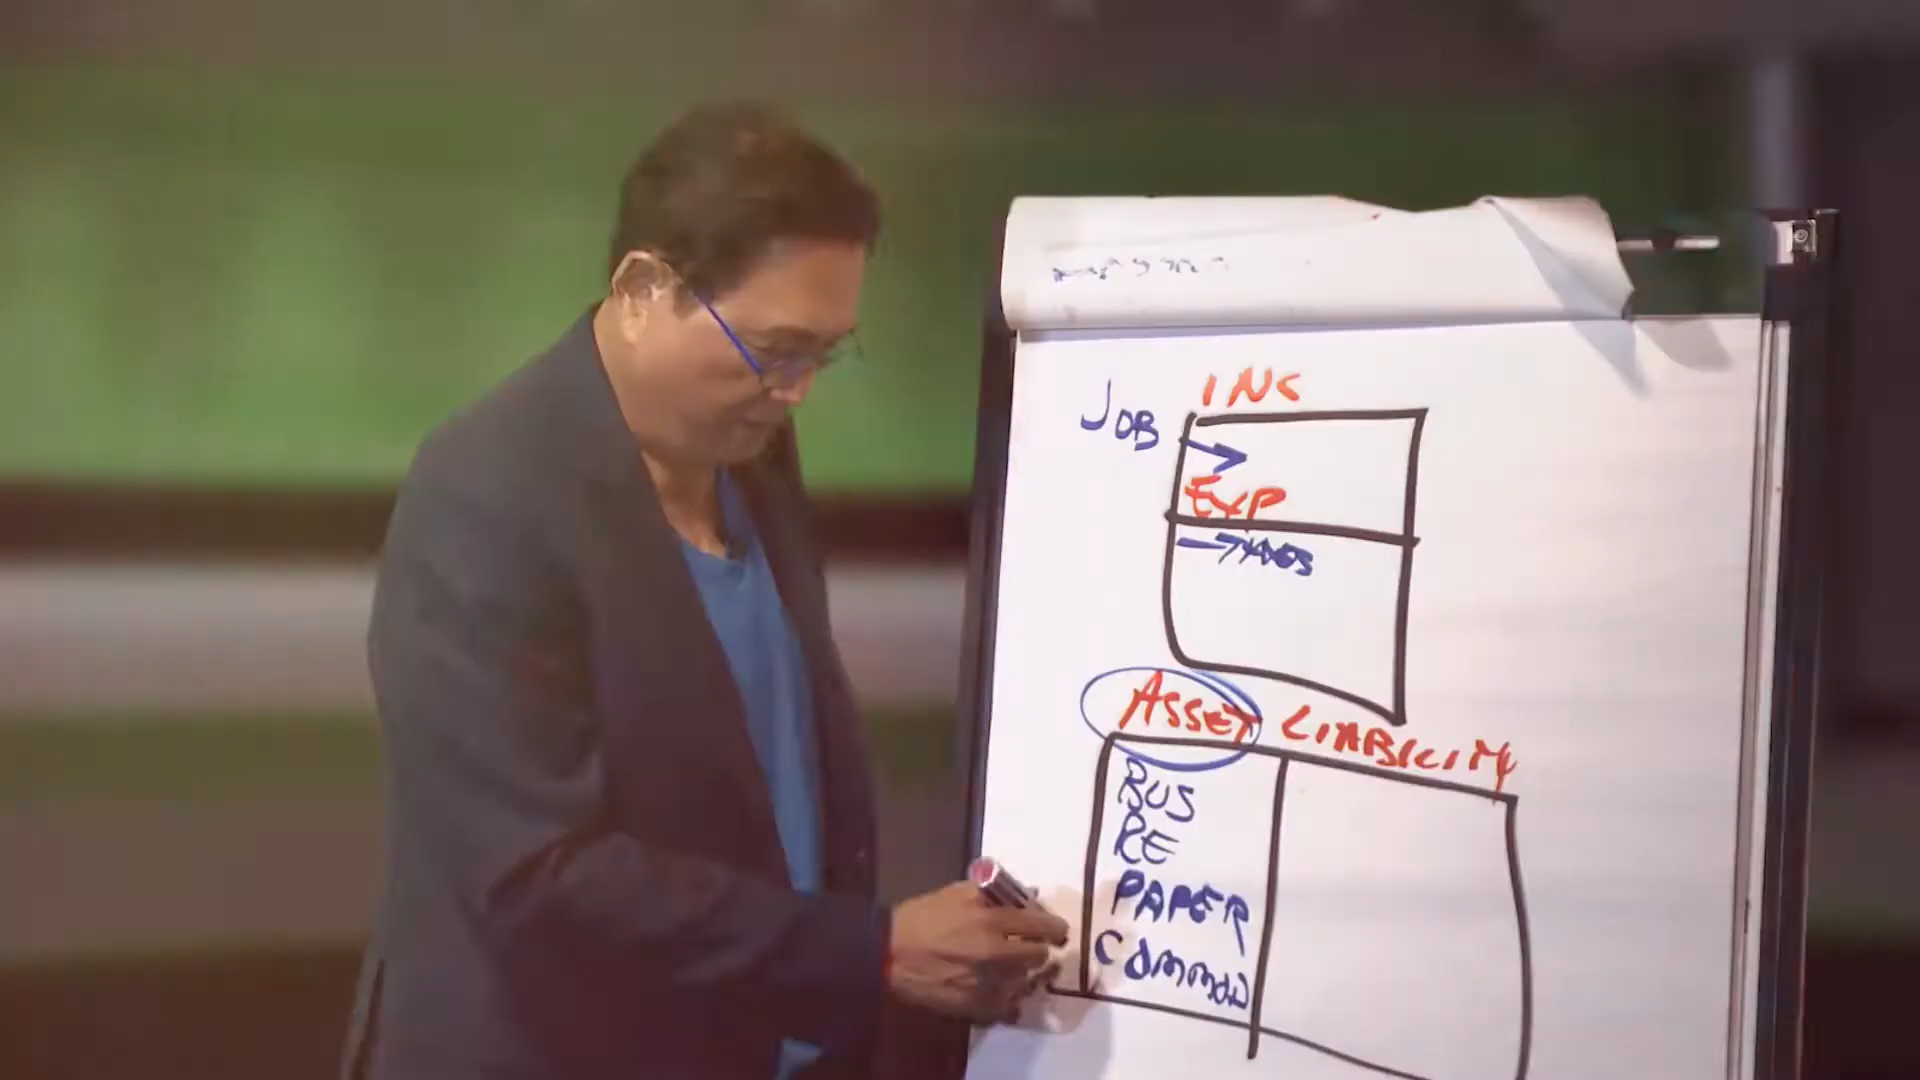 INC
JOB
EXP
TAXES
ASSET LIABILITY
BUS
RE
PAPER
COMMOD